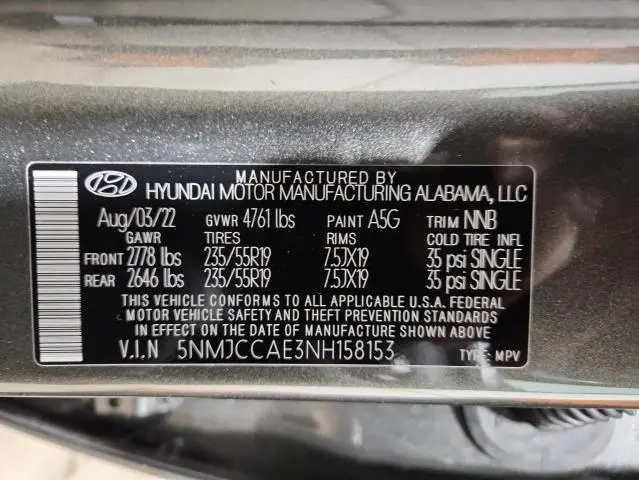 MANUFACTURED BY
HYUNDAI MOTOR MANUFACTURING ALABAMA, LLC
Aug/03/22 GVWR 4761 lbs PAINT A5G TRIM NNB
GAWR TIRES RIMS COLD TIRE INFL
FRONT 2778 lbs 235/55R19 7.5JX19 35 psi SINGLE
REAR 2646 lbs 235/55R19 7.5JX19 35 psi SINGLE
THIS VEHICLE CONFORMS TO ALL APPLICABLE U.S.A. FEDERAL
MOTOR VEHICLE SAFETY AND THEFT PREVENTION STANDARDS
IN EFFECT ON THE DATE OF MANUFACTURE SHOWN ABOVE
V.I.N 5NMJCCAE3NH158153 TYPE: MPV